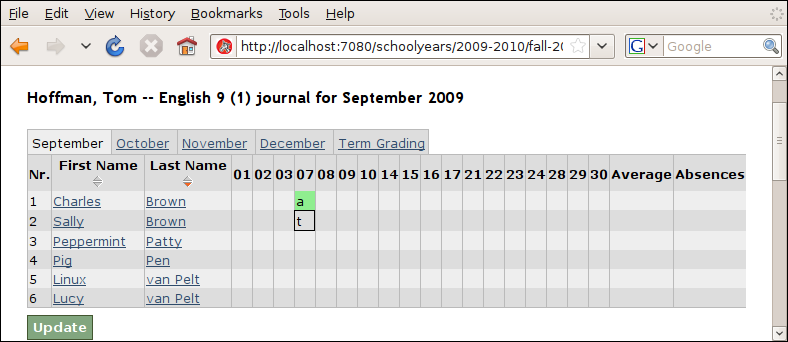 File Edit View History Bookmarks Tools Help
http://localhost:7080/schoolyears/2009-2010/fall-20 Google
Hoffman, Tom -- English 9 (1) journal for September 2009
September October November December Term Grading
Nr. First Name Last Name 01 02 03 07 08 09 10 14 15 16 17 21 22 23 24 28 29 30 Average Absences
1 Charles Brown a
2 Sally Brown t
3 Peppermint Patty
4 Pig Pen
5 Linux van Pelt
6 Lucy van Pelt
Update